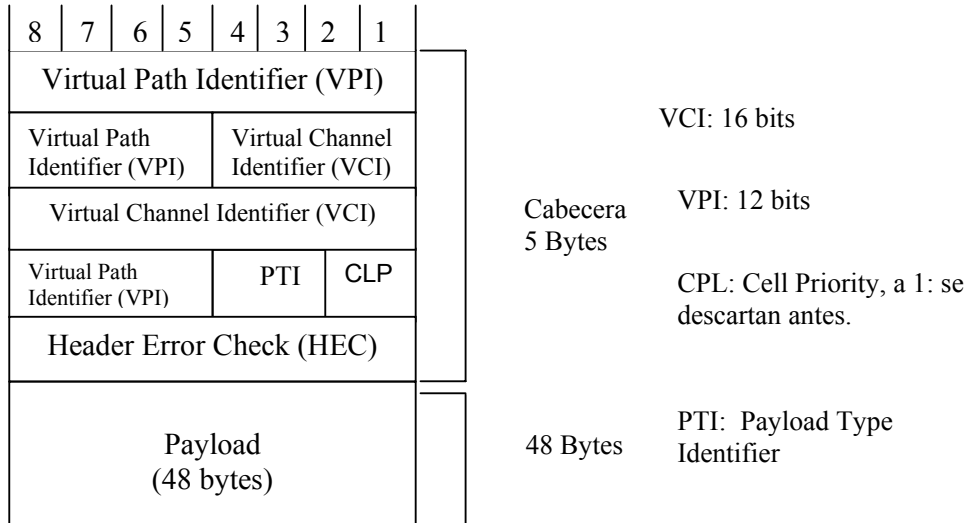 8 7 6 5 4 3 2 1
Virtual Path Identifier (VPI)
Virtual Path
Identifier (VPI)
Virtual Channel
Identifier (VCI)
Virtual Channel Identifier (VCI)
Virtual Path
Identifier (VPI)
PTI
CLP
Header Error Check (HEC)
Payload
(48 bytes)
Cabecera
5 Bytes
48 Bytes
VCI: 16 bits
VPI: 12 bits
CPL: Cell Priority, a 1: se
descartan antes.
PTI: Payload Type
Identifier